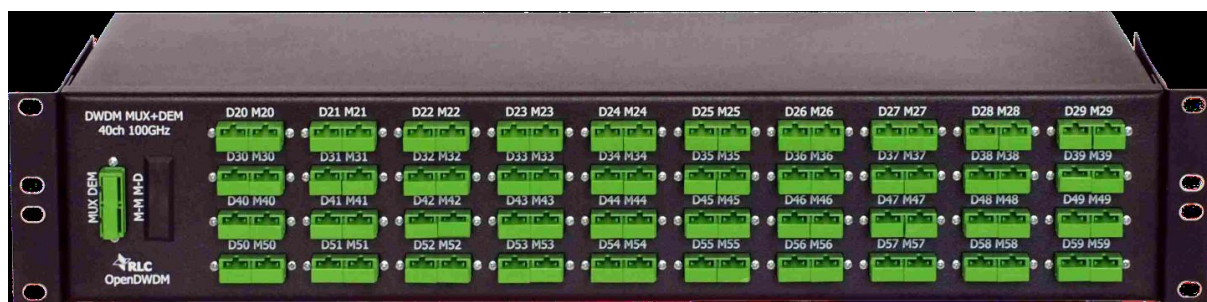 DWDM MUX+DEM
40ch 100GHz
MUX DEM
M-M M-D
RLC
OpenDWDM
D20 M20 D21 M21 D22 M22 D23 M23 D24 M24 D25 M25 D26 M26 D27 M27 D28 M28 D29 M29
D30 M30 D31 M31 D32 M32 D33 M33 D34 M34 D35 M35 D36 M36 D37 M37 D38 M38 D39 M39
D40 M40 D41 M41 D42 M42 D43 M43 D44 M44 D45 M45 D46 M46 D47 M47 D48 M48 D49 M49
D50 M50 D51 M51 D52 M52 D53 M53 D54 M54 D55 M55 D56 M56 D57 M57 D58 M58 D59 M59